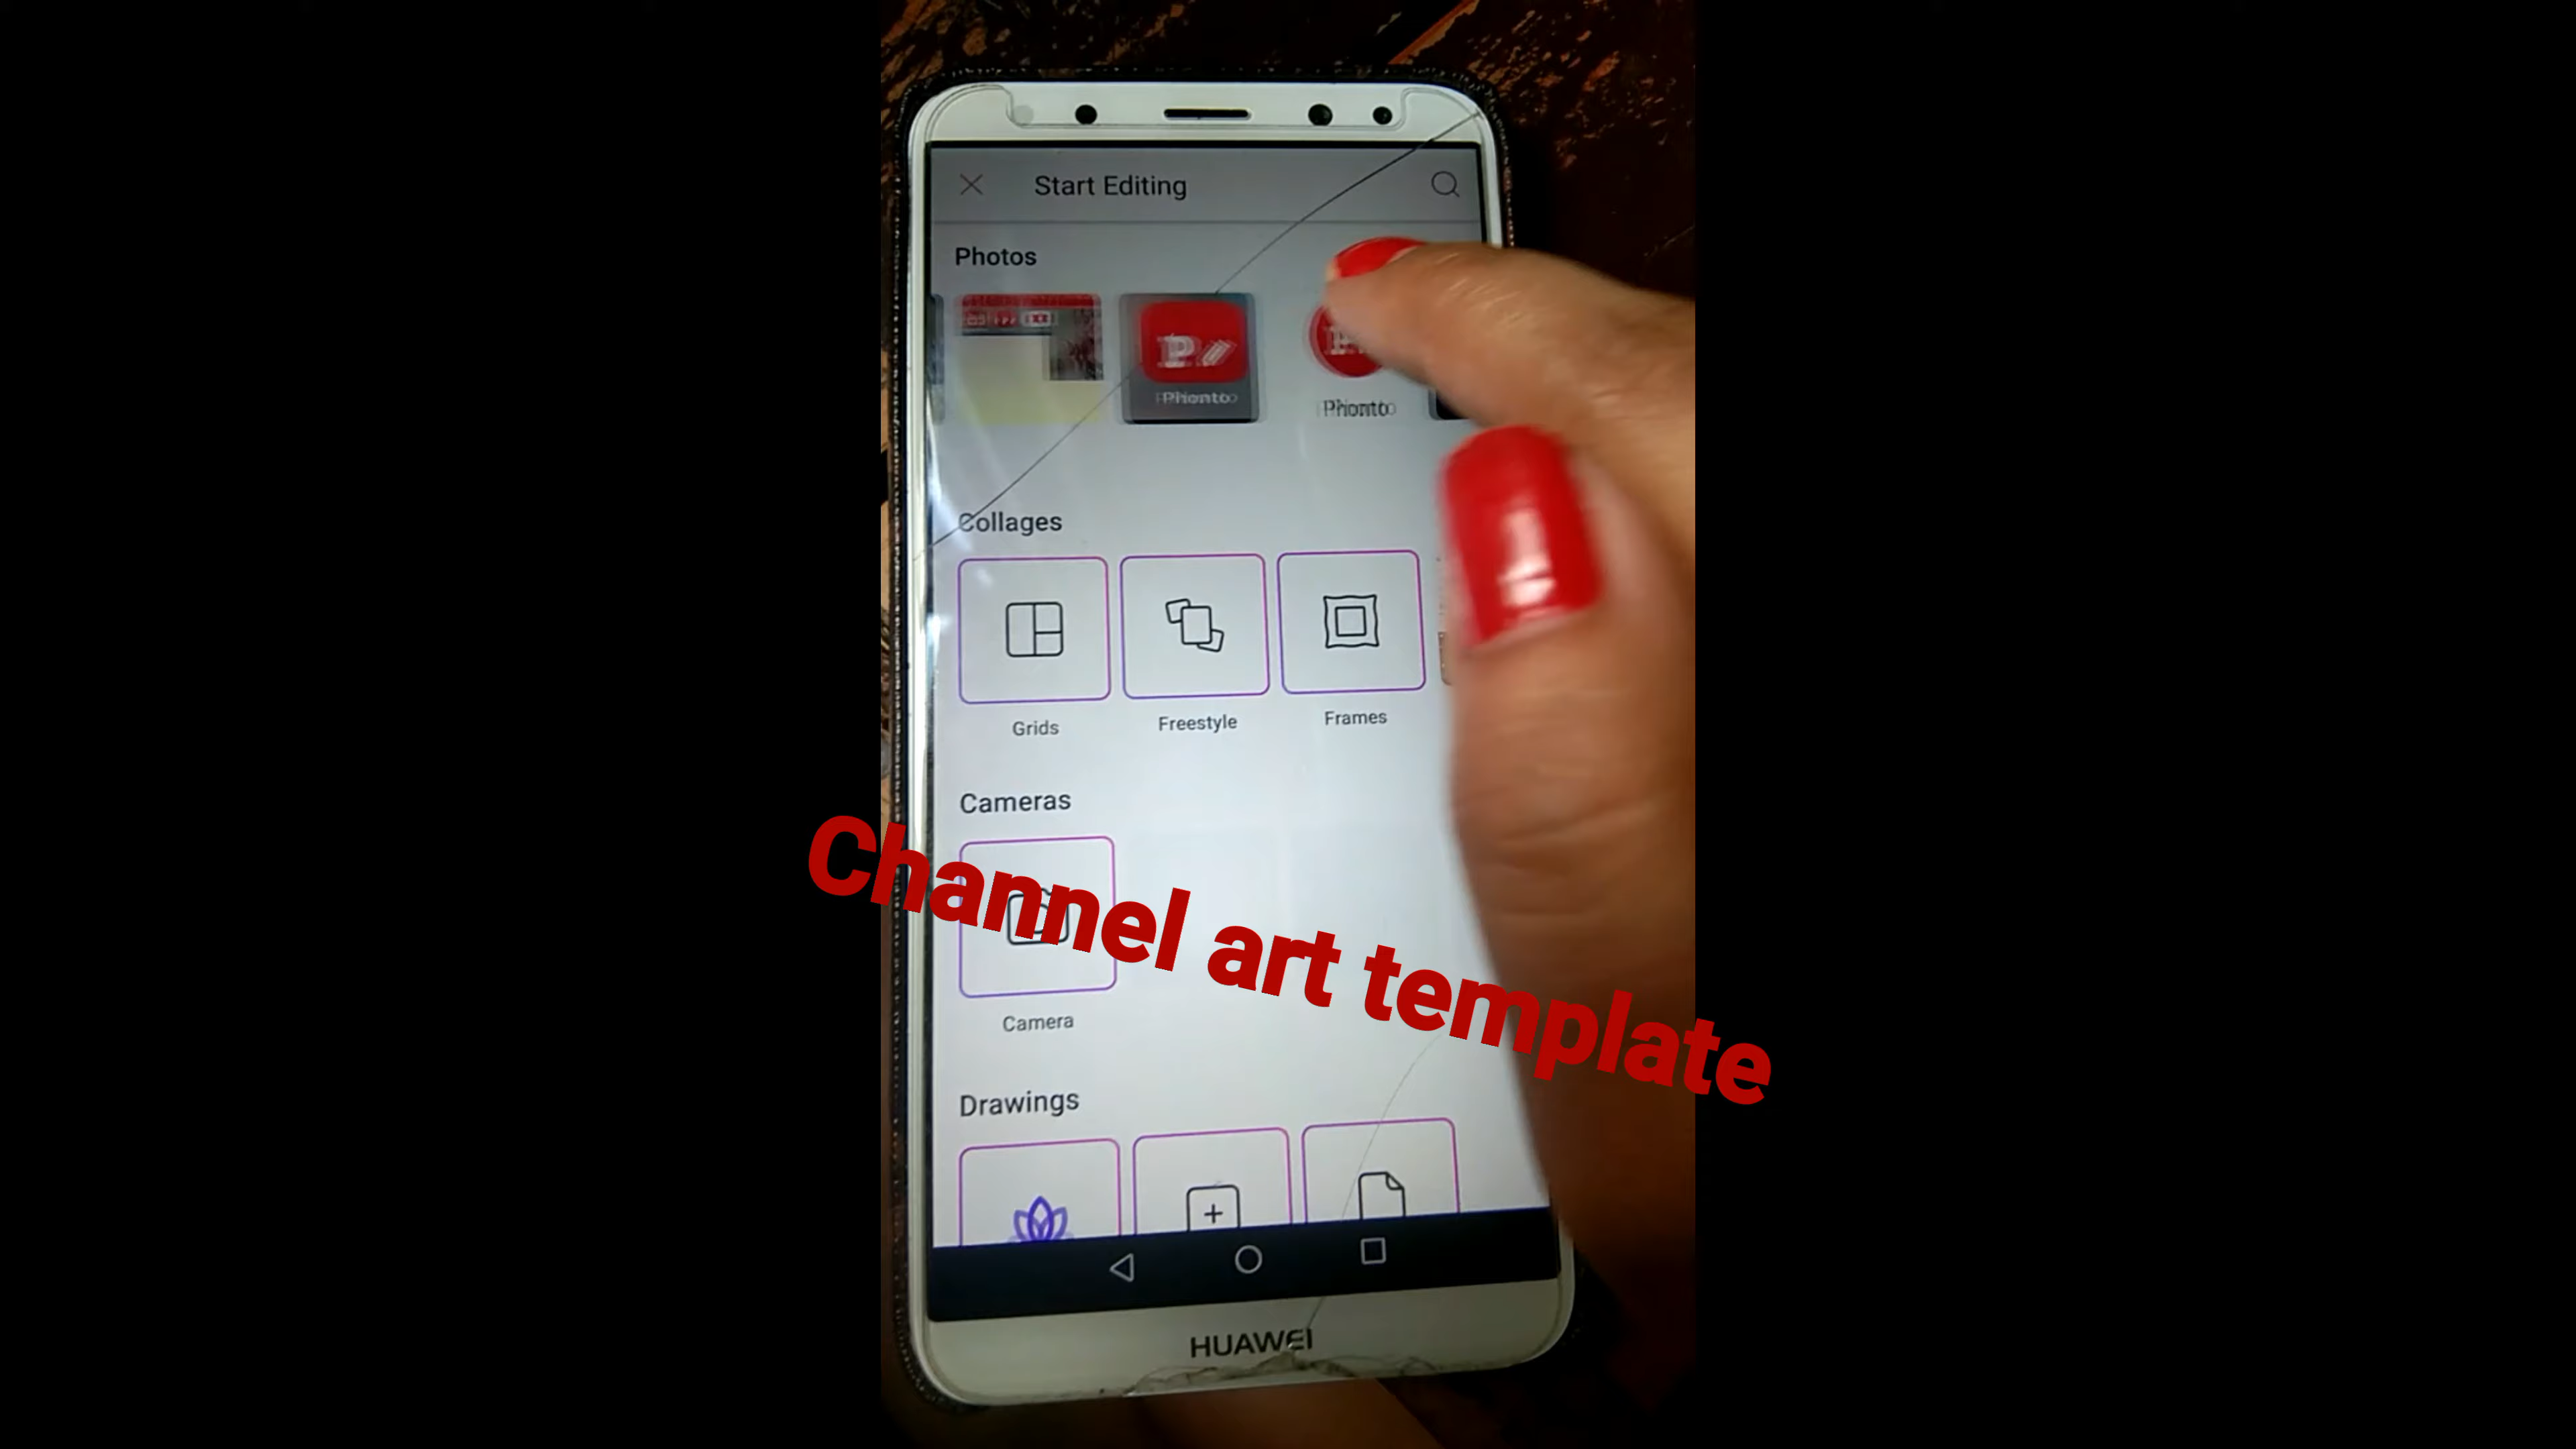 Start Editing
Photos
Phonto
Phonto
Collages
Grids
Freestyle
Frames
Cameras
Channel art template
Camera
Drawings
HUAWEI